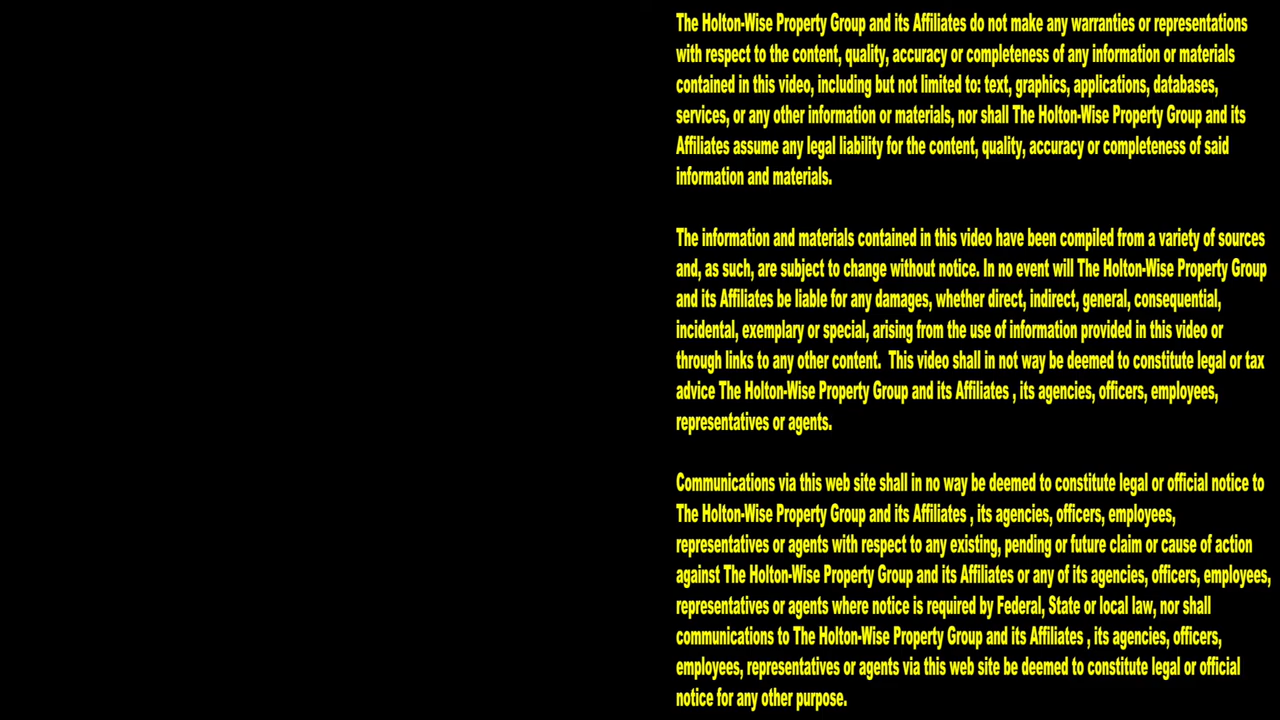 The Holton-Wise Property Group and its Affiliates do not make any warranties or representations
with respect to the content, quality, accuracy or completeness of any information or materials
contained in this video, including but not limited to: text, graphics, applications, databases,
services, or any other information or materials, nor shall The Holton-Wise Property Group and its
Affiliates assume any legal liability for the content, quality, accuracy or completeness of said
information and materials.
The information and materials contained in this video have been compiled from a variety of sources
and, as such, are subject to change without notice. In no event will The Holton-Wise Property Group
and its Affiliates be liable for any damages, whether direct, indirect, general, consequential,
incidental, exemplary or special, arising from the use of information provided in this video or
through links to any other content.  This video shall in not way be deemed to constitute legal or tax
advice The Holton-Wise Property Group and its Affiliates , its agencies, officers, employees,
representatives or agents.
Communications via this web site shall in no way be deemed to constitute legal or official notice to
The Holton-Wise Property Group and its Affiliates , its agencies, officers, employees,
representatives or agents with respect to any existing, pending or future claim or cause of action
against The Holton-Wise Property Group and its Affiliates or any of its agencies, officers, employees,
representatives or agents where notice is required by Federal, State or local law, nor shall
communications to The Holton-Wise Property Group and its Affiliates , its agencies, officers,
employees, representatives or agents via this web site be deemed to constitute legal or official
notice for any other purpose.